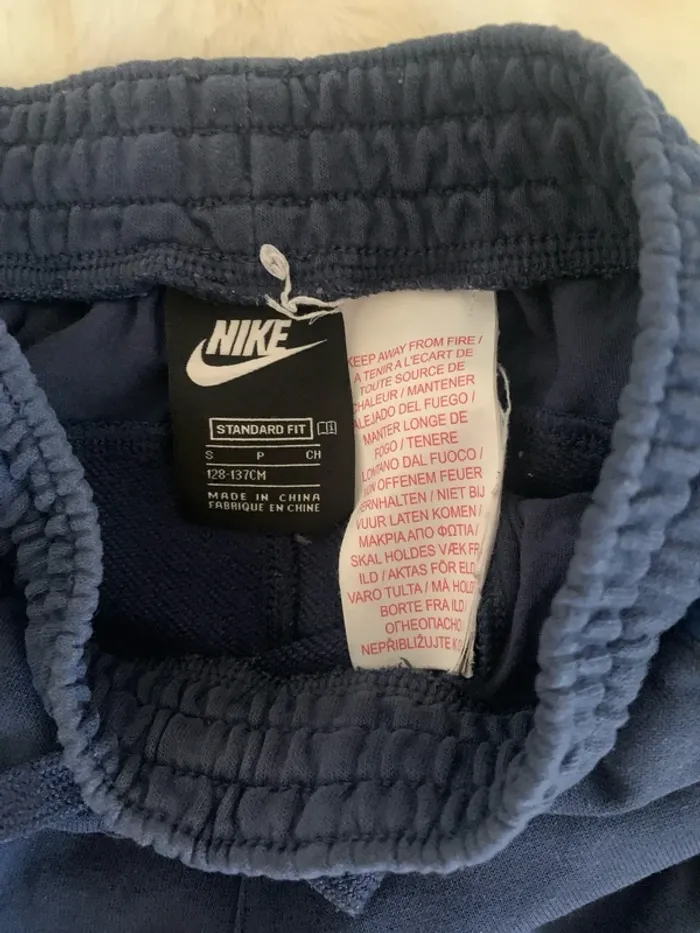 NIKE
STANDARD FIT
S P CH
128-137CM
MADE IN CHINA
FABRIQUE EN CHINE
KEEP AWAY FROM FIRE /
A TENIR A L'ECART DE
TOUTE SOURCE DE
CHALEUR / MANTENER
ALEJADO DEL FUEGO /
MANTER LONGE DE
FOGO / TENERE
LONTANO DAL FUOCO /
VON OFFENEM FEUER
FERNHALTEN / NIET BIJ
VUUR LATEN KOMEN /
ΜΑΚΡΙΑ ΑΠΟ ΦΩΤΙΑ /
SKAL HOLDES VÆK FR
ILD / AKTAS FÖR ELD
VARO TULTA / MÅ HOLD
BORTE FRA ILD /
ОГНЕОПАСНО
NEPŘIBLIŽUJTE K